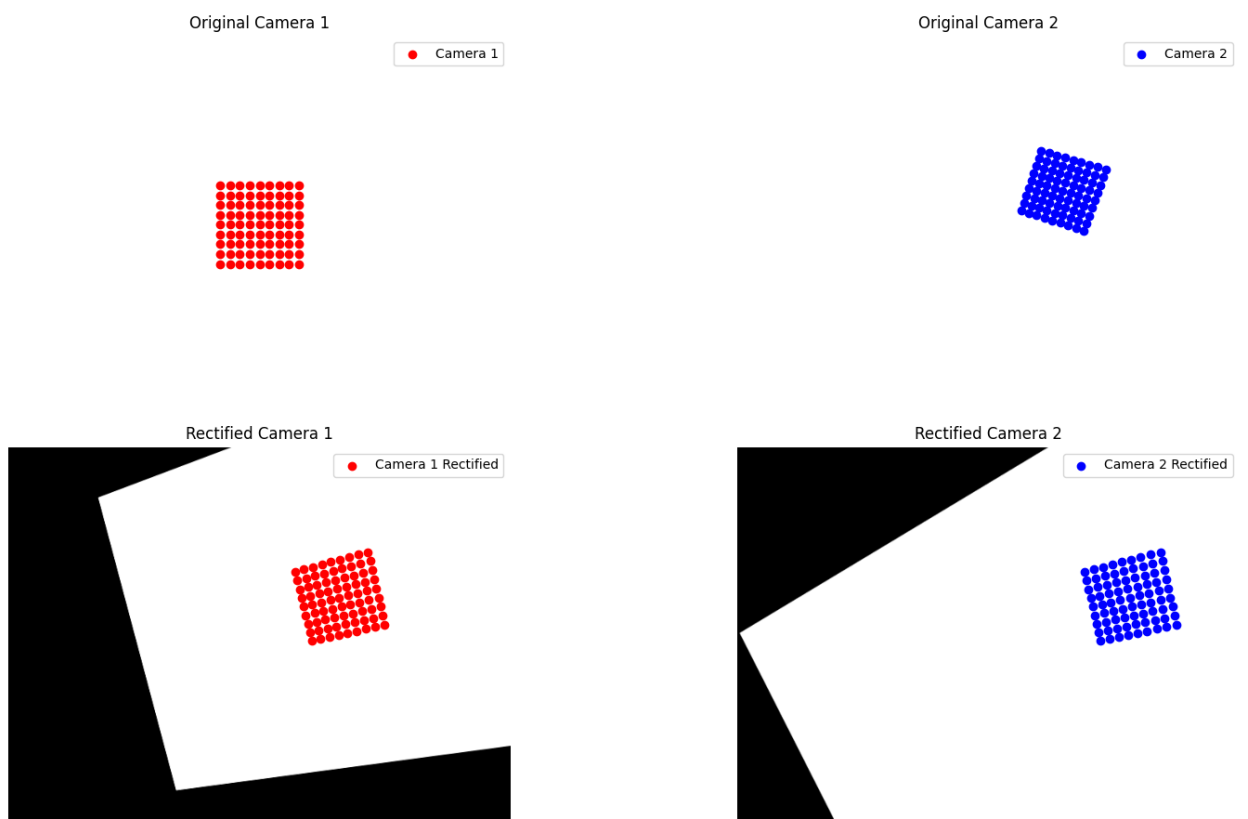 Original Camera 1
Original Camera 2
Camera 1
Camera 2
Rectified Camera 1
Rectified Camera 2
Camera 1 Rectified
Camera 2 Rectified